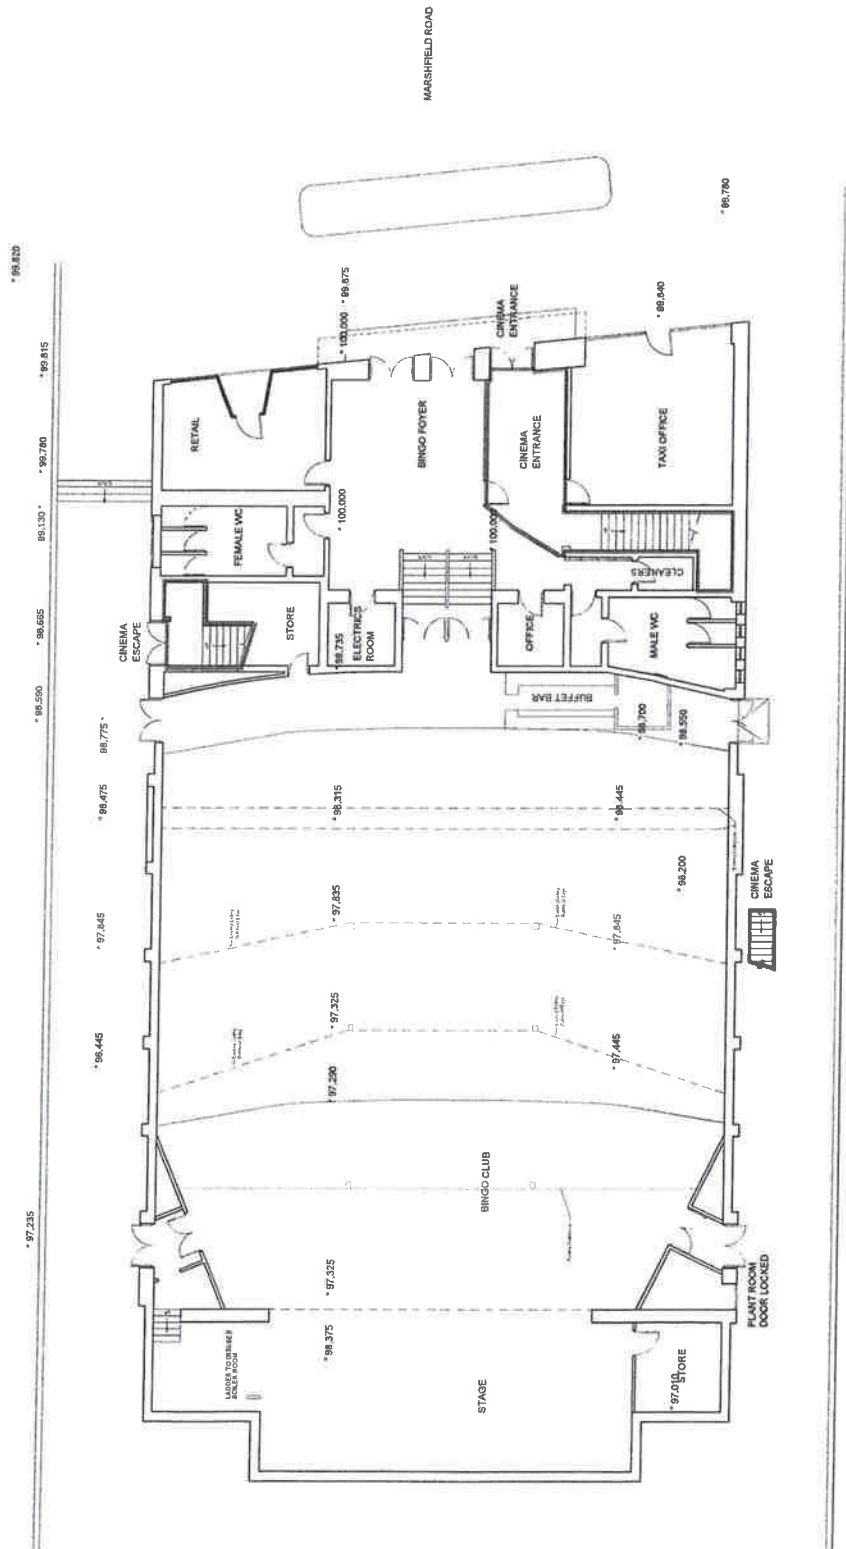 MARSHFIELD ROAD
99.820
99.780
99.815
99.875
100.000
CINEMA
ENTRANCE
99.840
99.780
RETAIL
BINGO FOYER
CINEMA
ENTRANCE
TAXI OFFICE
99.130
FEMALE WC
100.000
100.000
CLEANERS
98.665
CINEMA
ESCAPE
STORE
ELECTRICS
ROOM
98.735
OFFICE
MALE WC
98.590
98.775
BUFFET BAR
98.700
98.550
98.475
98.315
98.445
98.200
CINEMA
ESCAPE
97.845
97.835
97.845
97.325
97.445
97.290
BINGO CLUB
97.235
97.325
98.375
LADDER TO DISUSED
BOILER ROOM
STAGE
STORE
97.010
PLANT ROOM
DOOR LOCKED